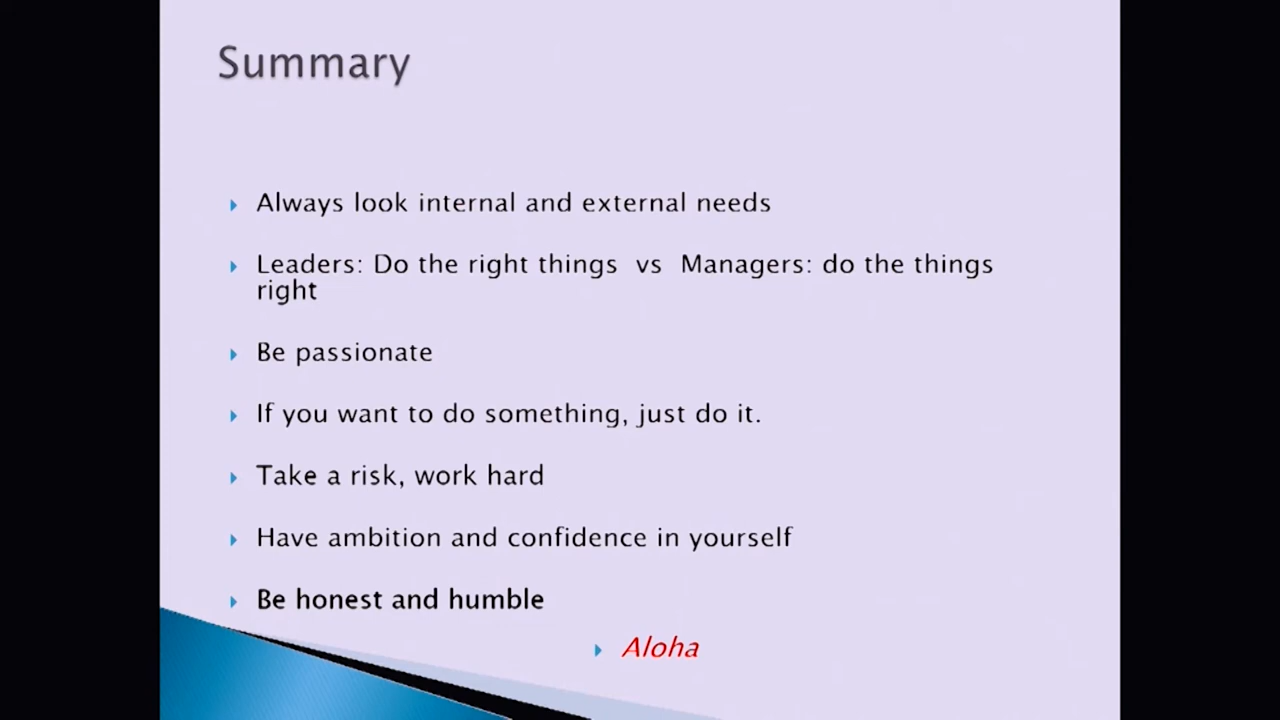 Summary
Always look internal and external needs
Leaders: Do the right things vs Managers: do the things
right
Be passionate
If you want to do something, just do it.
Take a risk, work hard
Have ambition and confidence in yourself
Be honest and humble
Aloha